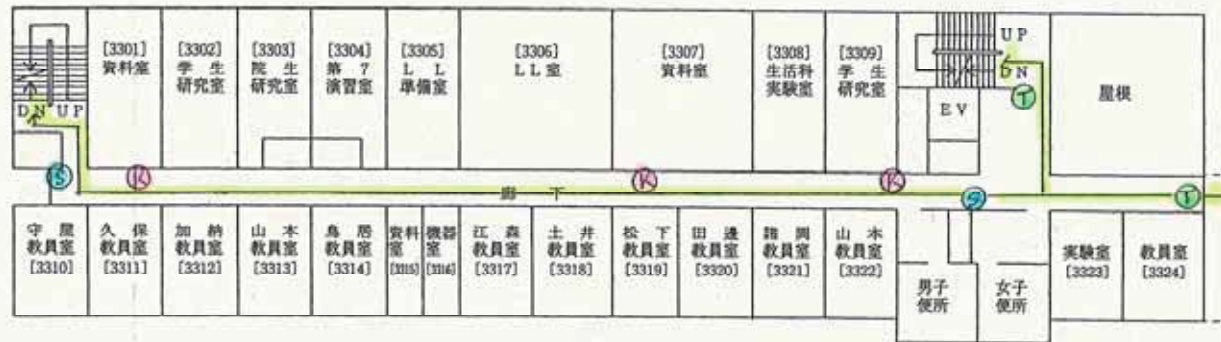 [3301]
資料室
[3302]
学生
研究室
[3303]
院生
研究室
[3304]
第7
演習室
[3305]
LL
準備室
[3306]
LL室
[3307]
資料室
[3308]
生活科
実験室
[3309]
学生
研究室
UP
DN
EV
屋根
DN UP
S
K
K
K
T
S
T
廊下
守屋
教員室
[3310]
久保
教員室
[3311]
加納
教員室
[3312]
山本
教員室
[3313]
鳥居
教員室
[3314]
資料
室
[3315]
機器
室
[3316]
江森
教員室
[3317]
土井
教員室
[3318]
松下
教員室
[3319]
田邊
教員室
[3320]
諸岡
教員室
[3321]
山本
教員室
[3322]
男子
便所
女子
便所
実験室
[3323]
教員室
[3324]